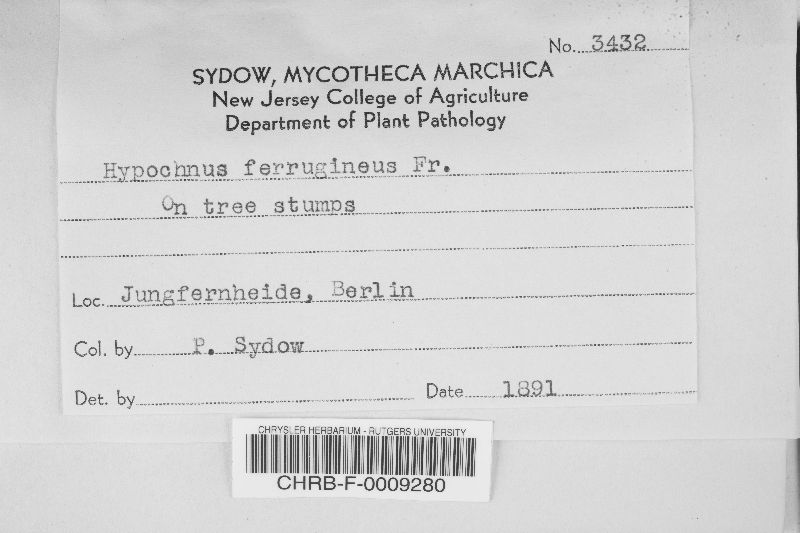 No. 3432
SYDOW, MYCOTHECA MARCHICA
New Jersey College of Agriculture
Department of Plant Pathology
Hypochnus ferrugineus Fr.
On tree stumps
Loc. Jungfernheide, Berlin
Col. by P. Sydow
Det. by Date 1891
CHRYSLER HERBARIUM - RUTGERS UNIVERSITY
CHRB-F-0009280